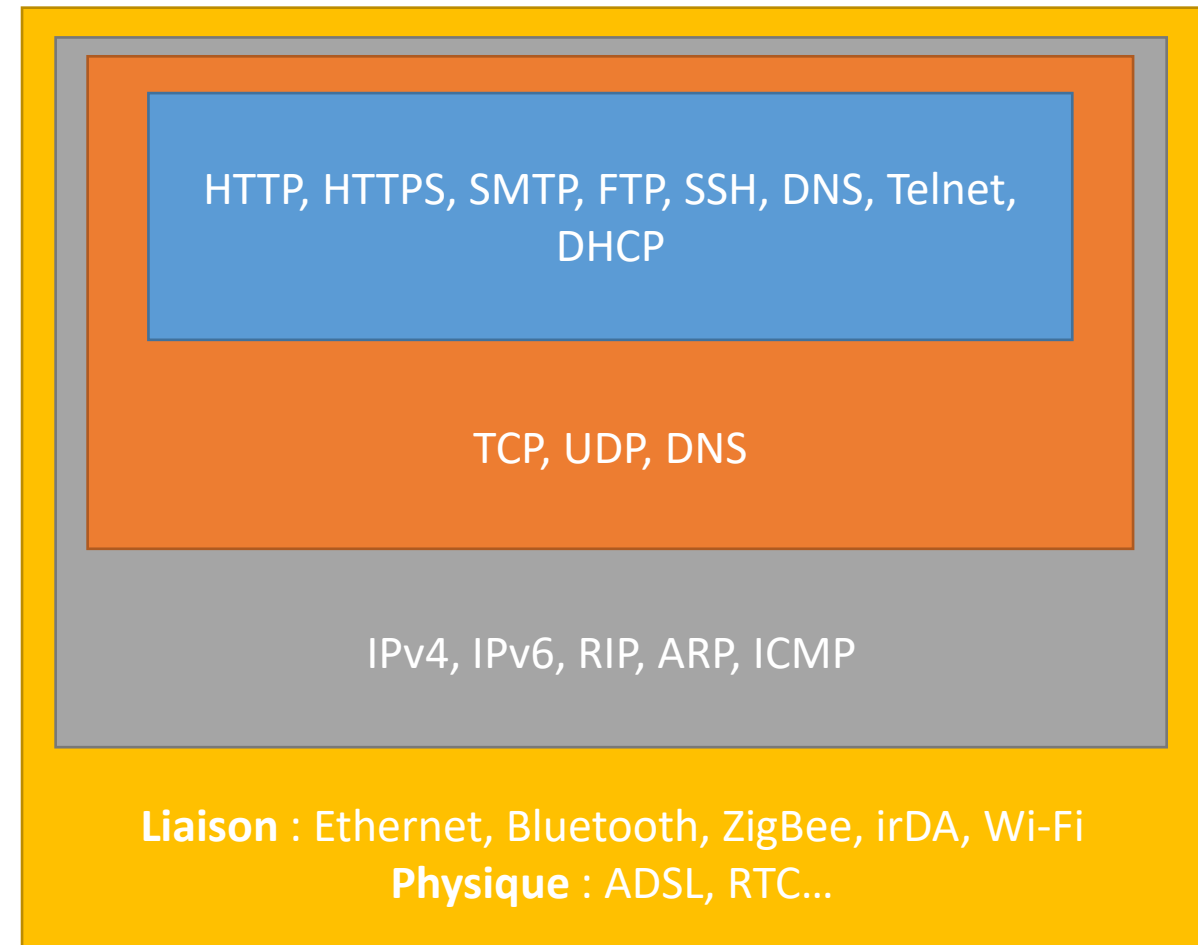 HTTP, HTTPS, SMTP, FTP, SSH, DNS, Telnet,
DHCP
TCP, UDP, DNS
IPv4, IPv6, RIP, ARP, ICMP
Liaison : Ethernet, Bluetooth, ZigBee, irDA, Wi-Fi
Physique : ADSL, RTC…